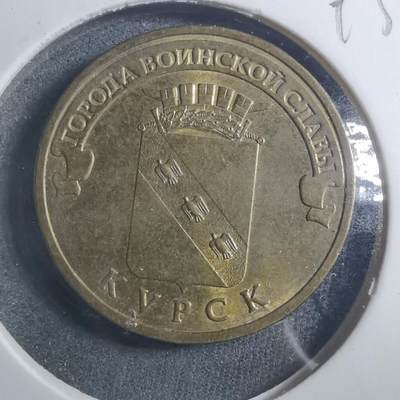 ГОРОДА ВОИНСКОЙ СЛАВЫ
КУРСК